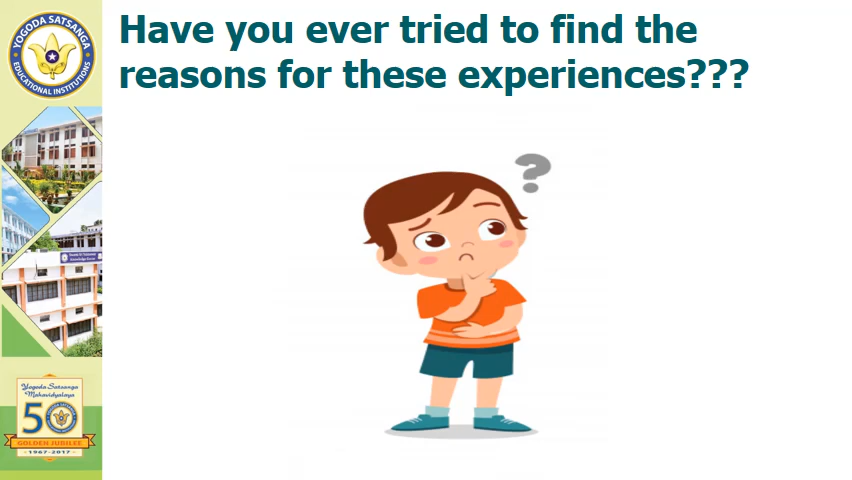 Have you ever tried to find the
reasons for these experiences???
YOGODA SATSANGA
EDUCATIONAL INSTITUTIONS
?
Yogoda Satsanga
Mahavidyalaya
50
GOLDEN JUBILEE
-1967-2017-